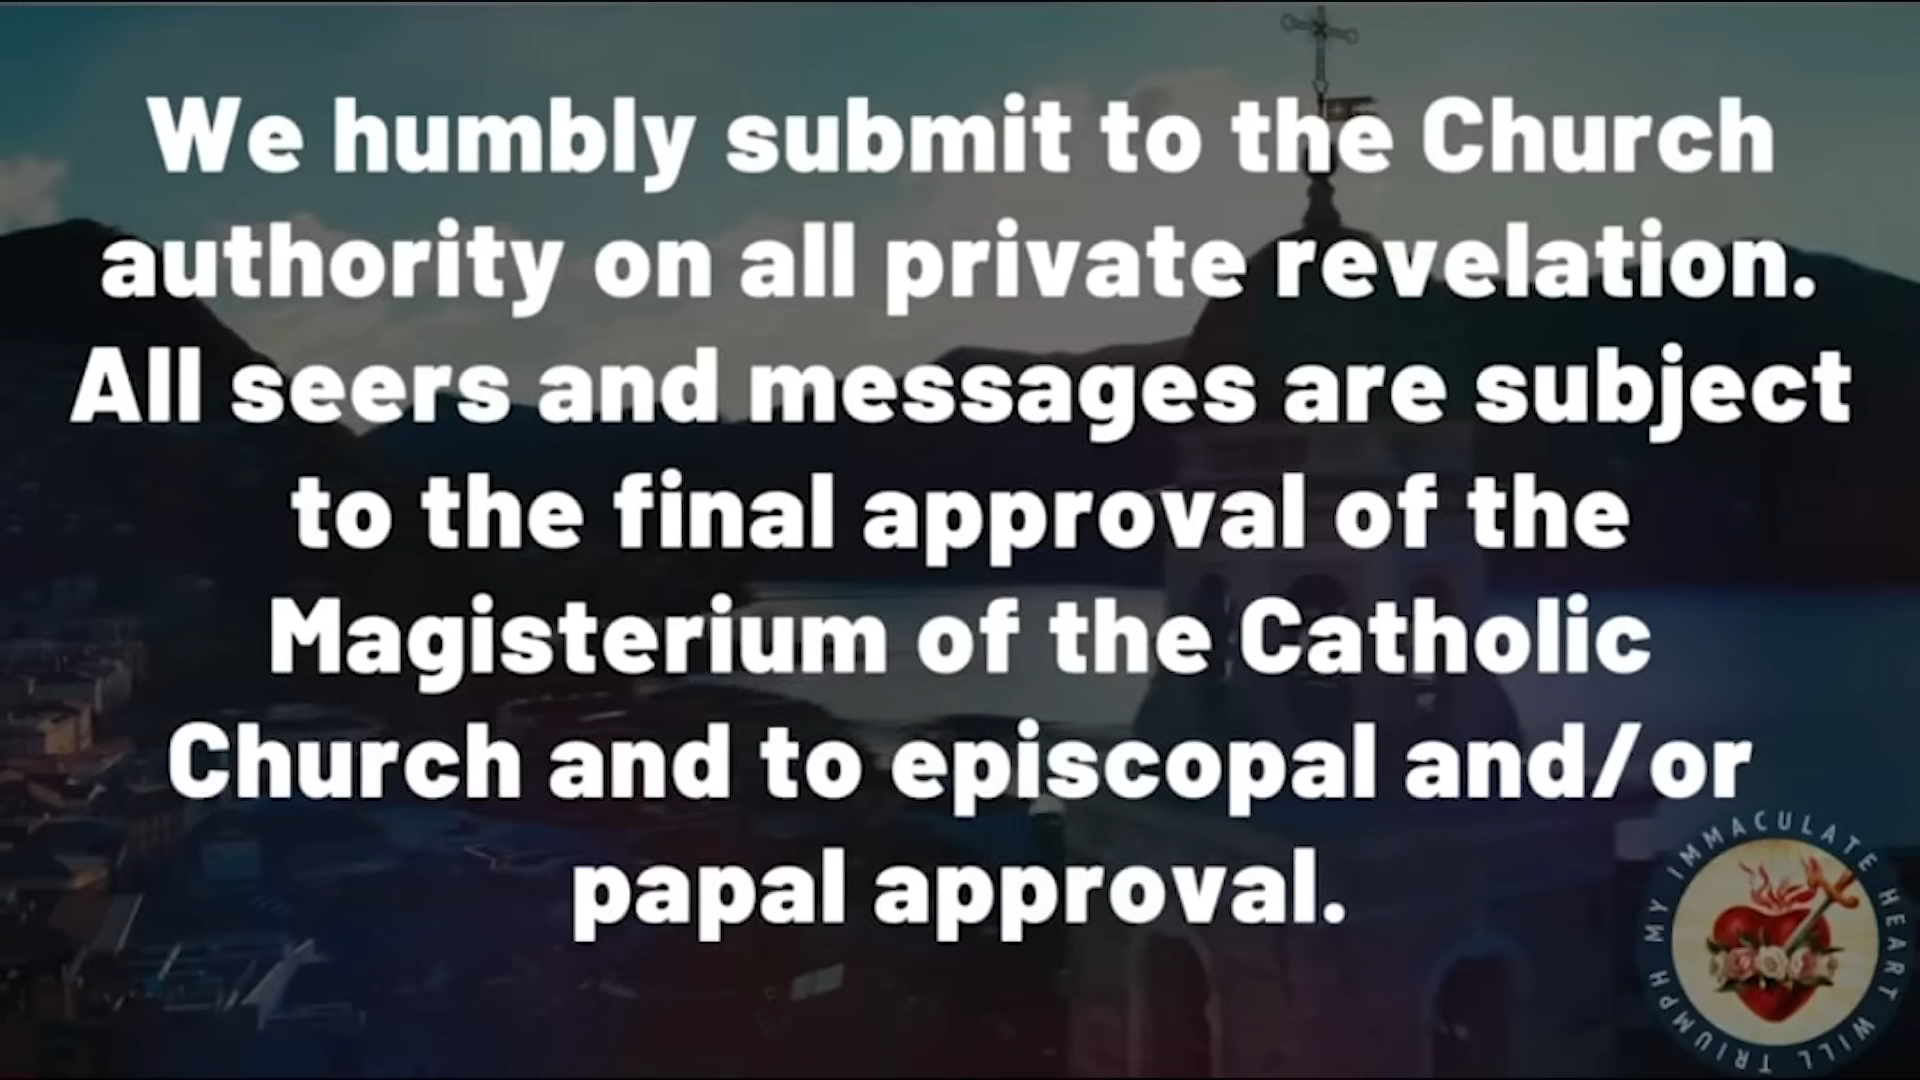 We humbly submit to the Church
authority on all private revelation.
All seers and messages are subject
to the final approval of the
Magisterium of the Catholic
Church and to episcopal and/or
papal approval.
MY IMMACULATE HEART WILL TRIUMPH